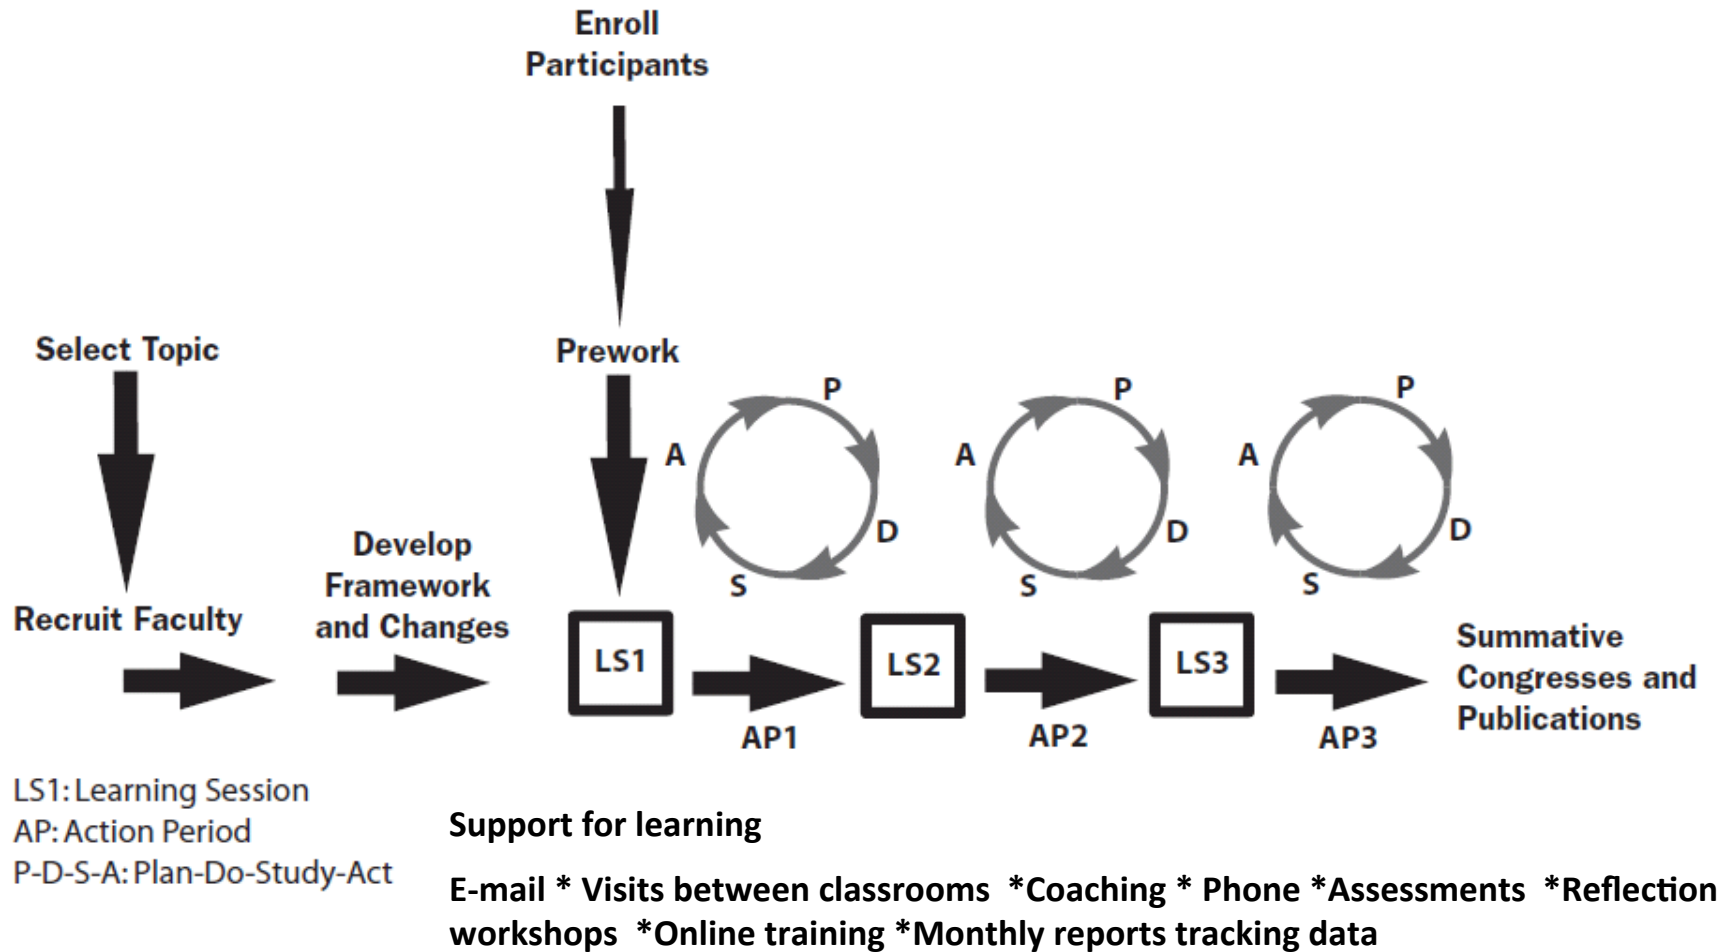 Enroll
Participants
Select Topic
Prework
P
A
D
S
P
A
D
S
P
A
D
S
Recruit Faculty
Develop
Framework
and Changes
LS1
LS2
LS3
AP1
AP2
AP3
Summative
Congresses and
Publications
LS1: Learning Session
AP: Action Period
P-D-S-A: Plan-Do-Study-Act
Support for learning
E-mail * Visits between classrooms  *Coaching * Phone *Assessments  *Reflection
workshops  *Online training *Monthly reports tracking data